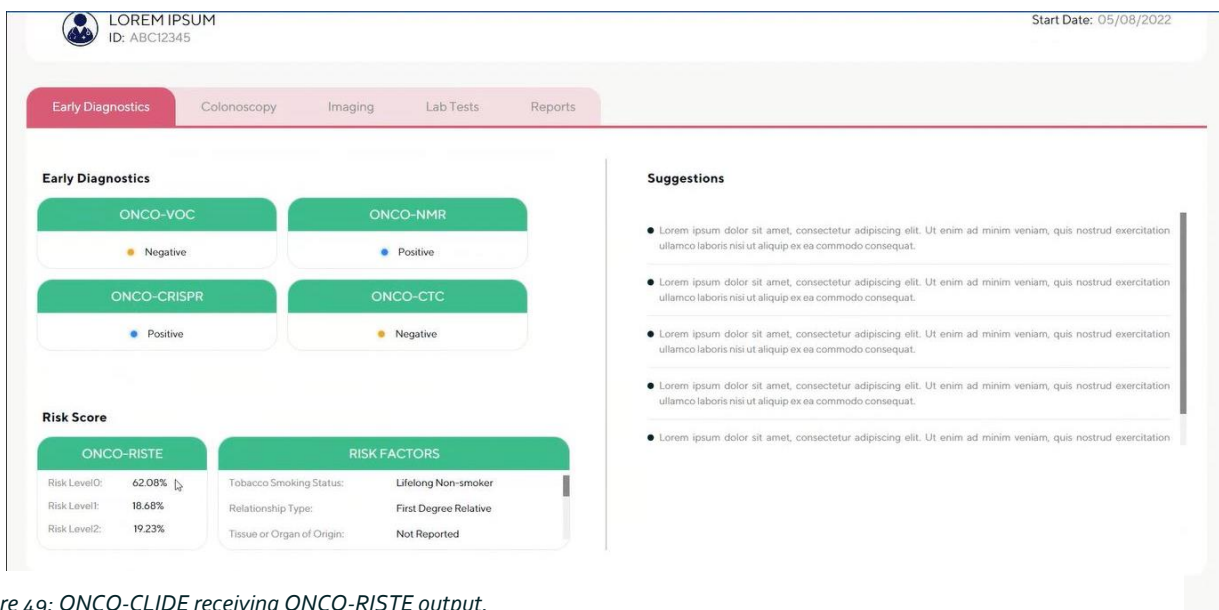 LOREM IPSUM
ID: ABC12345
Start Date: 05/08/2022
Early Diagnostics
Colonoscopy
Imaging
Lab Tests
Reports
Early Diagnostics
ONCO-VOC
Negative
ONCO-NMR
Positive
ONCO-CRISPR
Positive
ONCO-CTC
Negative
Risk Score
ONCO-RISTE
Risk Level0: 62.08%
Risk Level1: 18.68%
Risk Level2: 19.23%
RISK FACTORS
Tobacco Smoking Status: Lifelong Non-smoker
Relationship Type: First Degree Relative
Tissue or Organ of Origin: Not Reported
Suggestions
Lorem ipsum dolor sit amet, consectetur adipiscing elit. Ut enim ad minim veniam, quis nostrud exercitation
ullamco laboris nisi ut aliquip ex ea commodo consequat.
Lorem ipsum dolor sit amet, consectetur adipiscing elit. Ut enim ad minim veniam, quis nostrud exercitation
ullamco laboris nisi ut aliquip ex ea commodo consequat.
Lorem ipsum dolor sit amet, consectetur adipiscing elit. Ut enim ad minim veniam, quis nostrud exercitation
ullamco laboris nisi ut aliquip ex ea commodo consequat.
Lorem ipsum dolor sit amet, consectetur adipiscing elit. Ut enim ad minim veniam, quis nostrud exercitation
ullamco laboris nisi ut aliquip ex ea commodo consequat.
Lorem ipsum dolor sit amet, consectetur adipiscing elit. Ut enim ad minim veniam, quis nostrud exercitation
re 49: ONCO-CLIDE receiving ONCO-RISTE output.